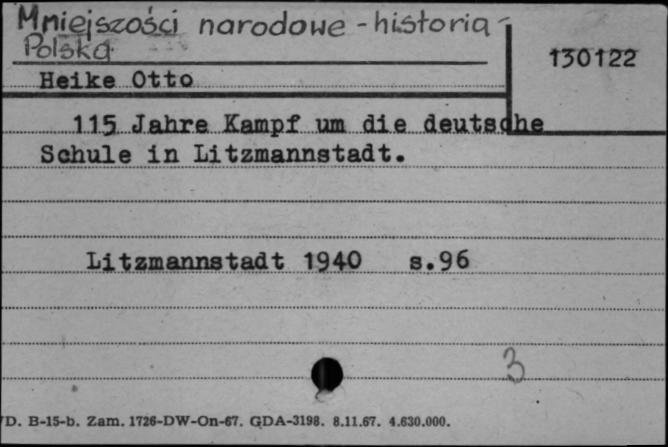 Mniejszości narodowe - historia -
Polska
130122
Heike Otto
115 Jahre Kampf um die deutsche
Schule in Litzmannstadt.
Litzmannstadt 1940 s.96
3
D. B-15-b. Zam. 1726-DW-On-67. GDA-3198. 8.11.67. 4.630.000.